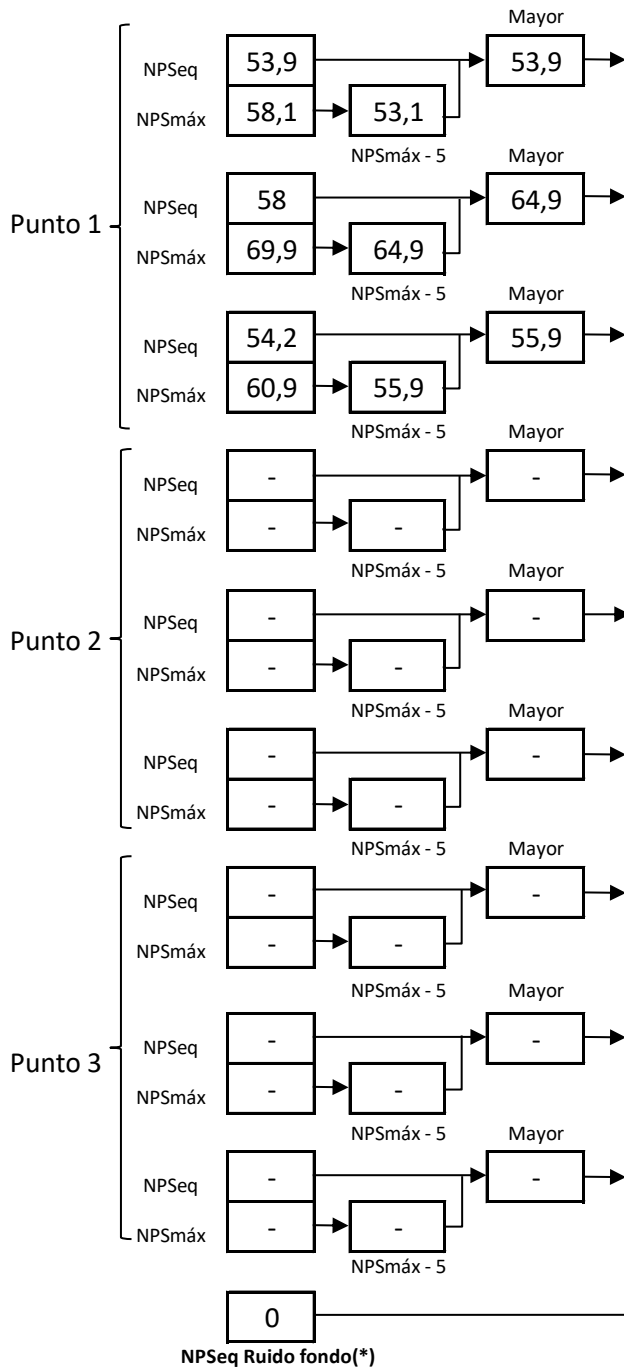 Mayor
NPSeq 53,9 53,9
NPSmáx 58,1 53,1
NPSmáx - 5 Mayor
Punto 1 NPSeq 58 64,9
NPSmáx 69,9 64,9
NPSmáx - 5 Mayor
NPSeq 54,2 55,9
NPSmáx 60,9 55,9
NPSmáx - 5 Mayor
NPSeq - -
NPSmáx - -
NPSmáx - 5 Mayor
Punto 2 NPSeq - -
NPSmáx - -
NPSmáx - 5 Mayor
NPSeq - -
NPSmáx - -
NPSmáx - 5 Mayor
NPSeq - -
NPSmáx - -
NPSmáx - 5 Mayor
Punto 3 NPSeq - -
NPSmáx - -
NPSmáx - 5 Mayor
NPSeq - -
NPSmáx - -
NPSmáx - 5
0
NPSeq Ruido fondo(*)